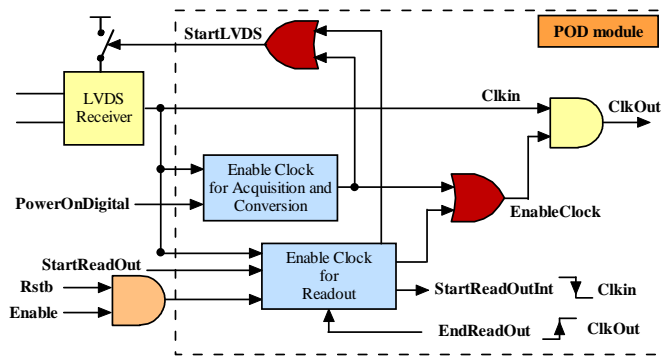 StartLVDS
POD module
LVDS
Receiver
Clkin
ClkOut
Enable Clock
for Acquisition and
Conversion
PowerOnDigital
EnableClock
StartReadOut
Enable Clock
for
Readout
Rstb
Enable
StartReadOutInt
Clkin
EndReadOut
ClkOut